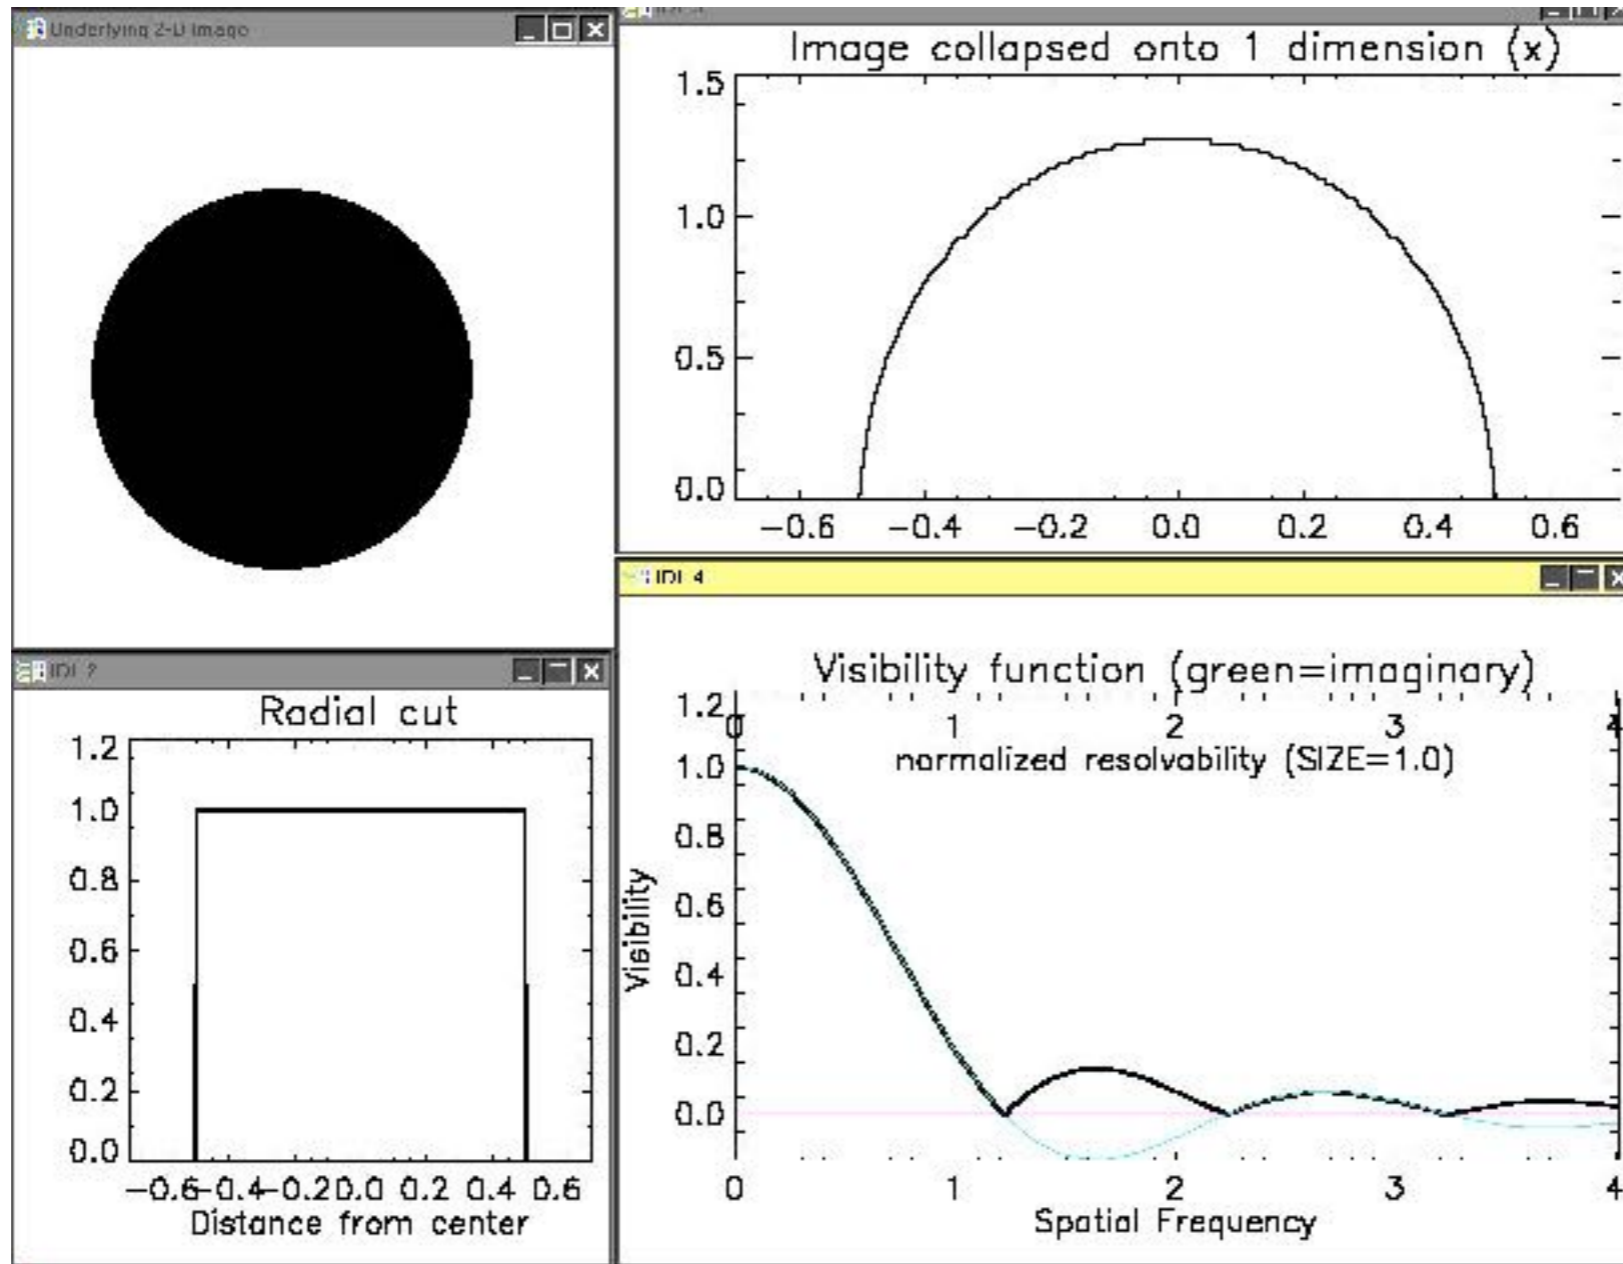 Underlying 2-D Image
Image collapsed onto 1 dimension (x)
1.5
1.0
0.5
0.0
−0.6 −0.4 −0.2 0.0 0.2 0.4 0.6
IDL 2
Radial cut
1.2
1.0
0.8
0.6
0.4
0.2
0.0
−0.6 −0.4 −0.2 0.0 0.2 0.4 0.6
Distance from center
IDL 4
Visibility function (green=imaginary)
0 1 2 3 4
normalized resolvability (SIZE=1.0)
1.2
1.0
0.8
0.6
0.4
0.2
0.0
Visibility
0 1 2 3 4
Spatial Frequency